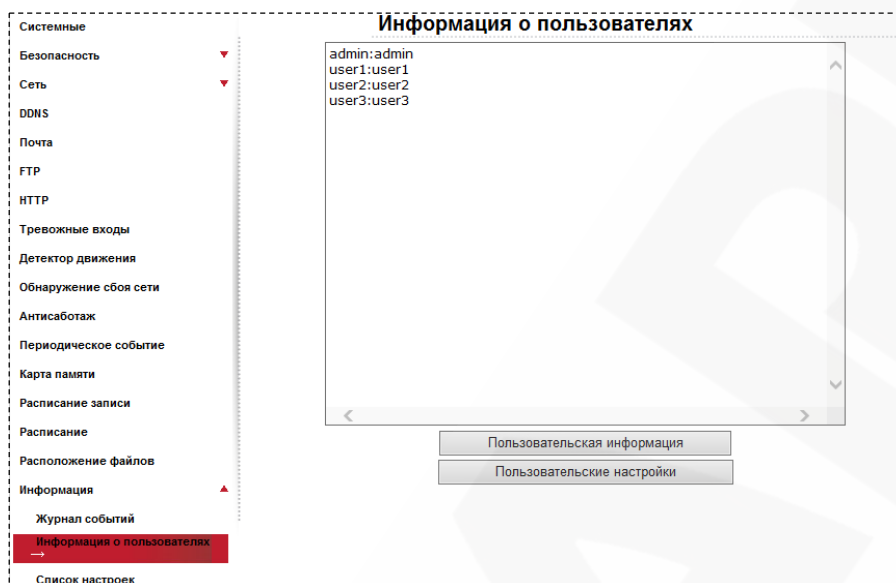 Информация о пользователях
Системные
Безопасность
Сеть
DDNS
Почта
FTP
HTTP
Тревожные входы
Детектор движения
Обнаружение сбоя сети
Антисаботаж
Периодическое событие
Карта памяти
Расписание записи
Расписание
Расположение файлов
Информация
Журнал событий
Информация о пользователях
→
Список настроек
admin:admin
user1:user1
user2:user2
user3:user3
Пользовательская информация
Пользовательские настройки